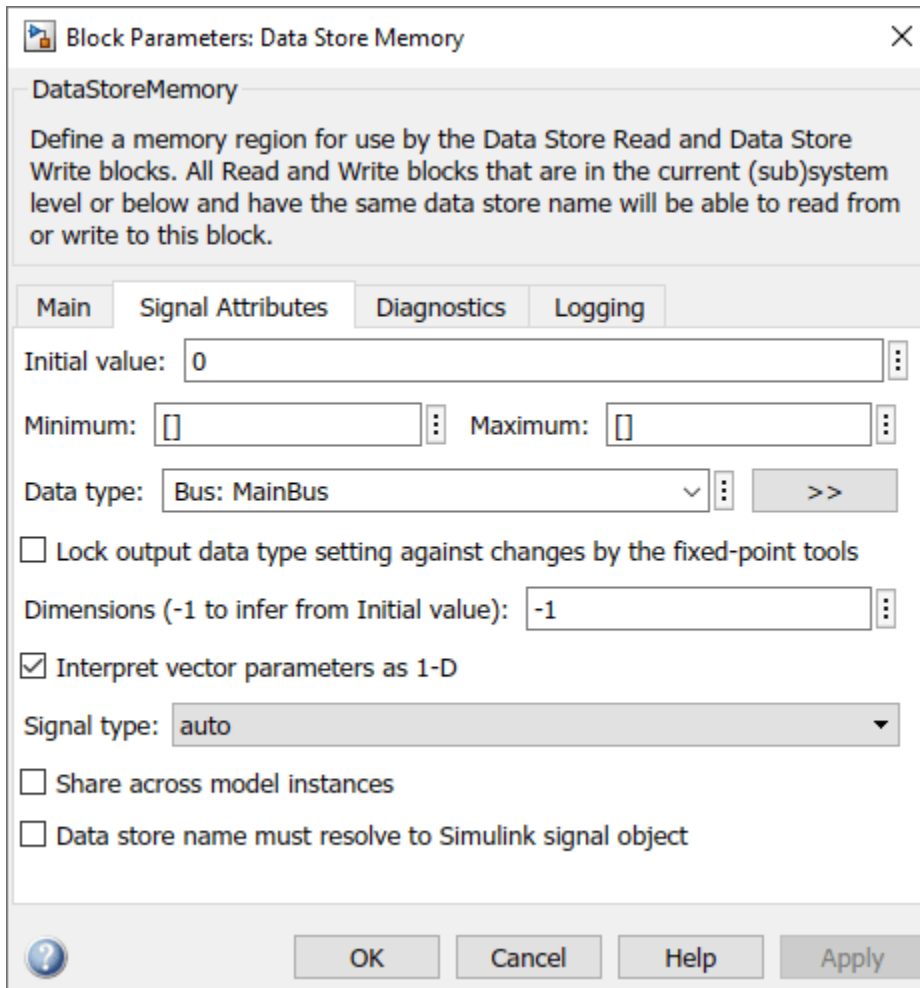 Block Parameters: Data Store Memory
DataStoreMemory
Define a memory region for use by the Data Store Read and Data Store
Write blocks. All Read and Write blocks that are in the current (sub)system
level or below and have the same data store name will be able to read from
or write to this block.
Main Signal Attributes Diagnostics Logging
Initial value: 0
Minimum: [] Maximum: []
Data type: Bus: MainBus >>
Lock output data type setting against changes by the fixed-point tools
Dimensions (-1 to infer from Initial value): -1
Interpret vector parameters as 1-D
Signal type: auto
Share across model instances
Data store name must resolve to Simulink signal object
OK Cancel Help Apply